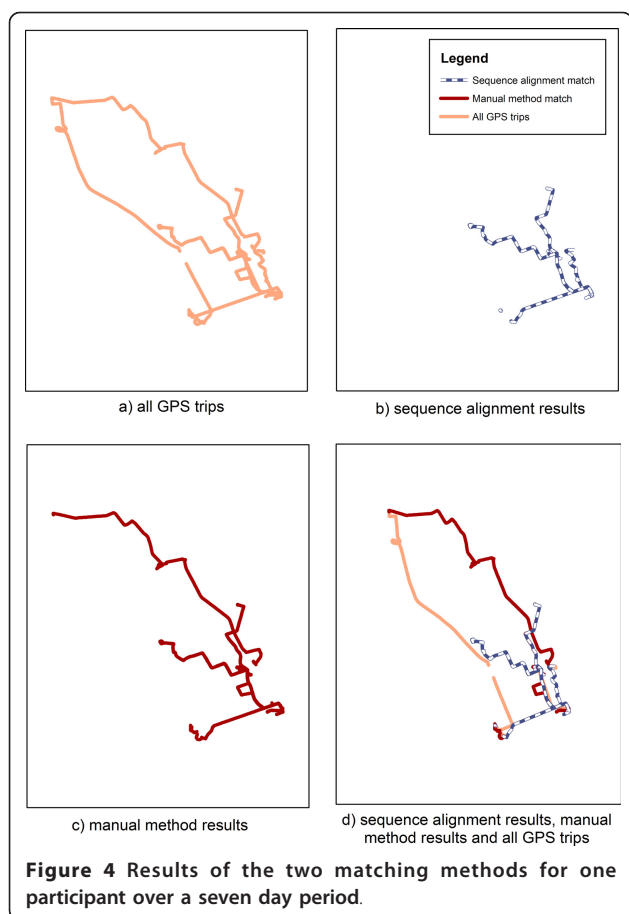 Legend
Sequence alignment match
Manual method match
All GPS trips
a) all GPS trips
b) sequence alignment results
c) manual method results
d) sequence alignment results, manual
method results and all GPS trips
Figure 4 Results of the two matching methods for one
participant over a seven day period.